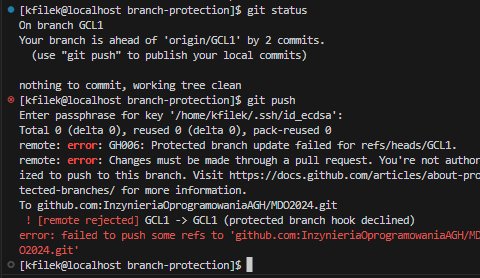 [kfilek@localhost branch-protection]$ git status
On branch GCL1
Your branch is ahead of 'origin/GCL1' by 2 commits.
  (use "git push" to publish your local commits)

nothing to commit, working tree clean
[kfilek@localhost branch-protection]$ git push
Enter passphrase for key '/home/kfilek/.ssh/id_ecdsa':
Total 0 (delta 0), reused 0 (delta 0), pack-reused 0
remote: error: GH006: Protected branch update failed for refs/heads/GCL1.
remote: error: Changes must be made through a pull request. You're not author
ized to push to this branch. Visit https://docs.github.com/articles/about-pro
tected-branches/ for more information.
To github.com:InzynieriaOprogramowaniaAGH/MDO2024.git
 ! [remote rejected] GCL1 -> GCL1 (protected branch hook declined)
error: failed to push some refs to 'github.com:InzynieriaOprogramowaniaAGH/MD
O2024.git'
[kfilek@localhost branch-protection]$